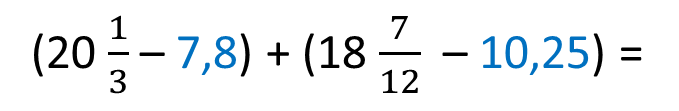 (20 1/3 – 7,8) + (18 7/12 – 10,25) =